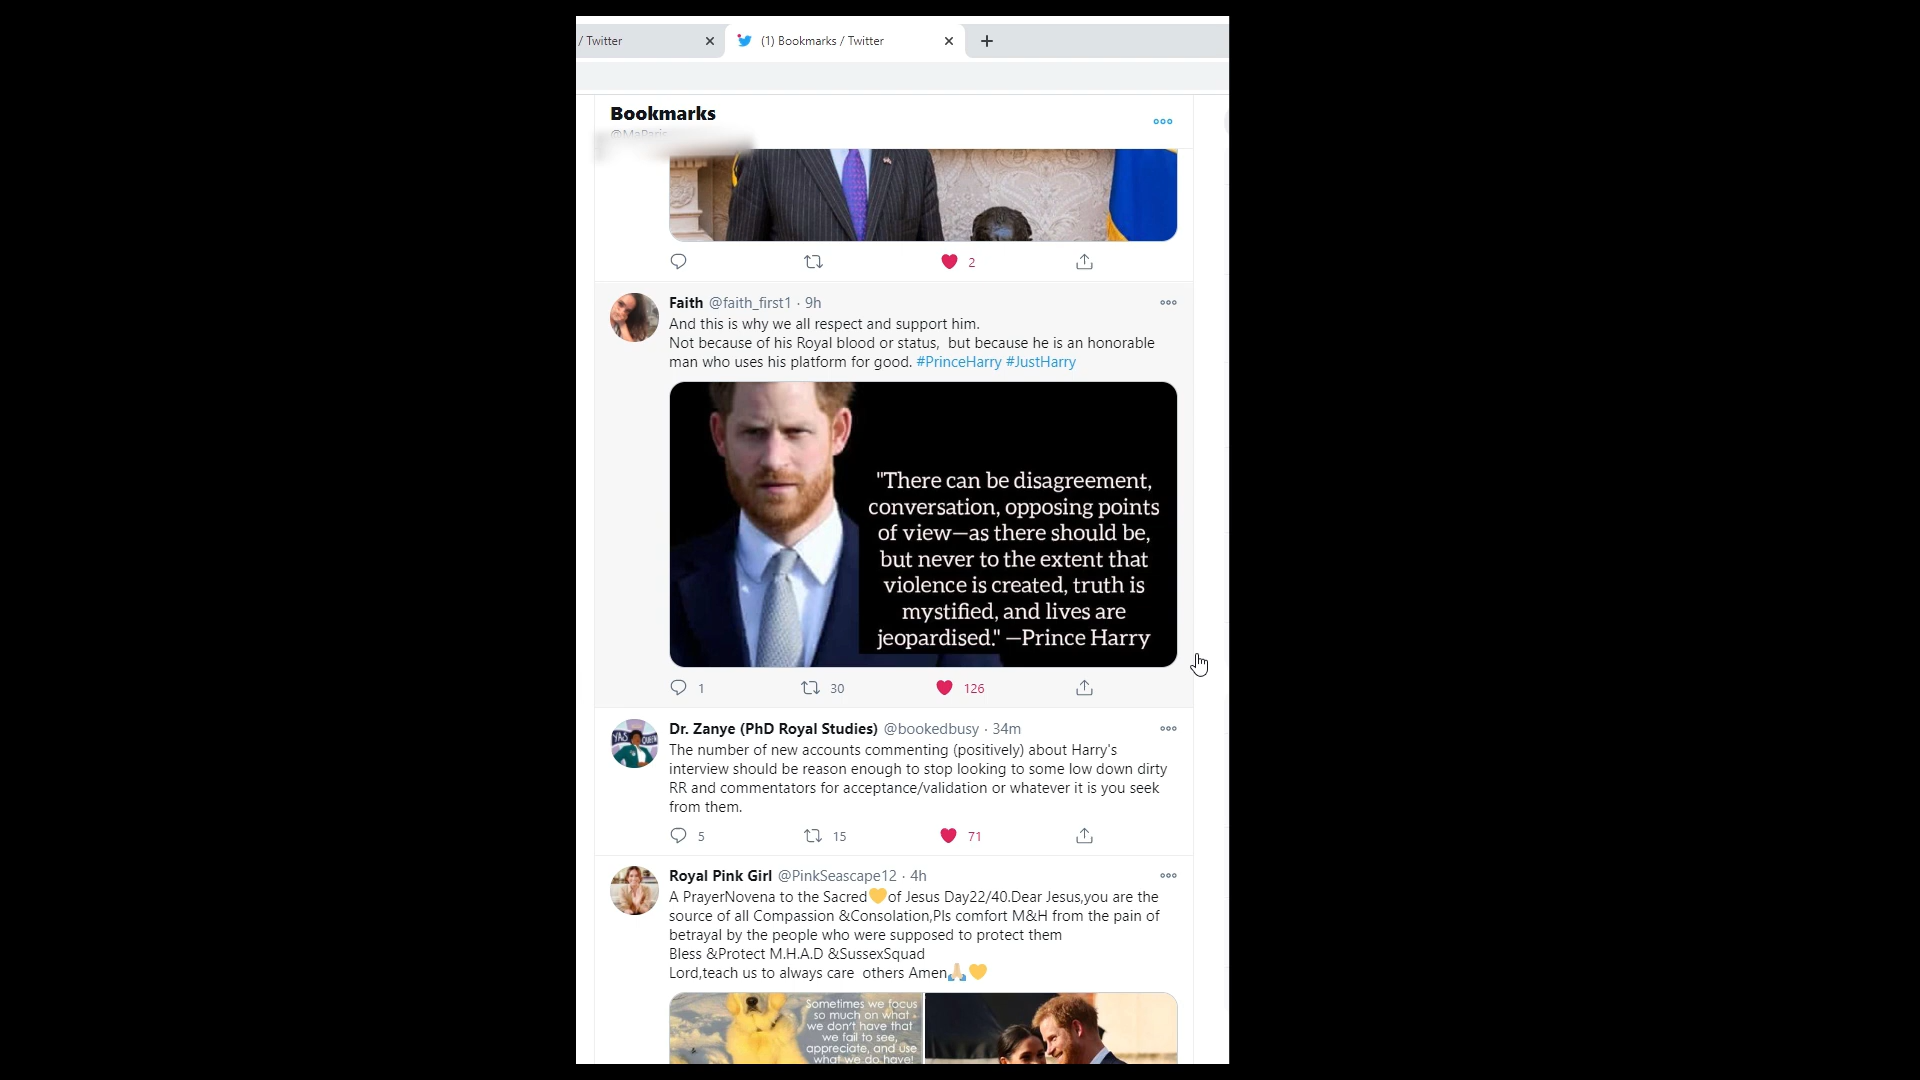 / Twitter
(1) Bookmarks / Twitter
Bookmarks
@MaParis
2
Faith @faith_first1 · 9h
And this is why we all respect and support him.
Not because of his Royal blood or status, but because he is an honorable
man who uses his platform for good. #PrinceHarry #JustHarry
"There can be disagreement,
conversation, opposing points
of view—as there should be,
but never to the extent that
violence is created, truth is
mystified, and lives are
jeopardised." —Prince Harry
1 30 126
Dr. Zanye (PhD Royal Studies) @bookedbusy · 34m
YAS QUEEN
The number of new accounts commenting (positively) about Harry's
interview should be reason enough to stop looking to some low down dirty
RR and commentators for acceptance/validation or whatever it is you seek
from them.
5 15 71
Royal Pink Girl @PinkSeascape12 · 4h
A PrayerNovena to the Sacred💛of Jesus Day22/40.Dear Jesus,you are the
source of all Compassion &Consolation,Pls comfort M&H from the pain of
betrayal by the people who were supposed to protect them
Bless &Protect M.H.A.D &SussexSquad
Lord,teach us to always care others Amen🙏🏼💛
Sometimes we focus
so much on what
we don't have that
we fail to see,
appreciate, and use
what we do have!